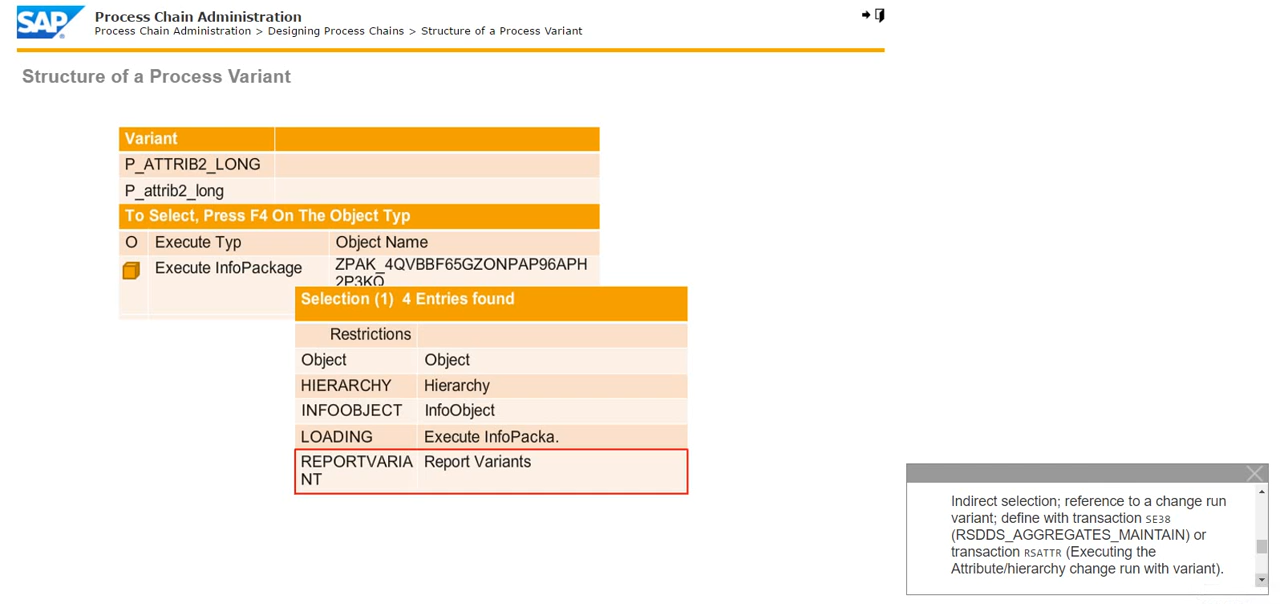 SAP
Process Chain Administration
Process Chain Administration > Designing Process Chains > Structure of a Process Variant
Structure of a Process Variant
Variant
P_ATTRIB2_LONG
P_attrib2_long
To Select, Press F4 On The Object Typ
O Execute Typ Object Name
Execute InfoPackage ZPAK_4QVBBF65GZONPAP96APH
2P3KO
Selection (1) 4 Entries found
Restrictions
Object Object
HIERARCHY Hierarchy
INFOOBJECT InfoObject
LOADING Execute InfoPacka.
REPORTVARIA Report Variants
NT
Indirect selection; reference to a change run
variant; define with transaction SE38
(RSDDS_AGGREGATES_MAINTAIN) or
transaction RSATTR (Executing the
Attribute/hierarchy change run with variant).